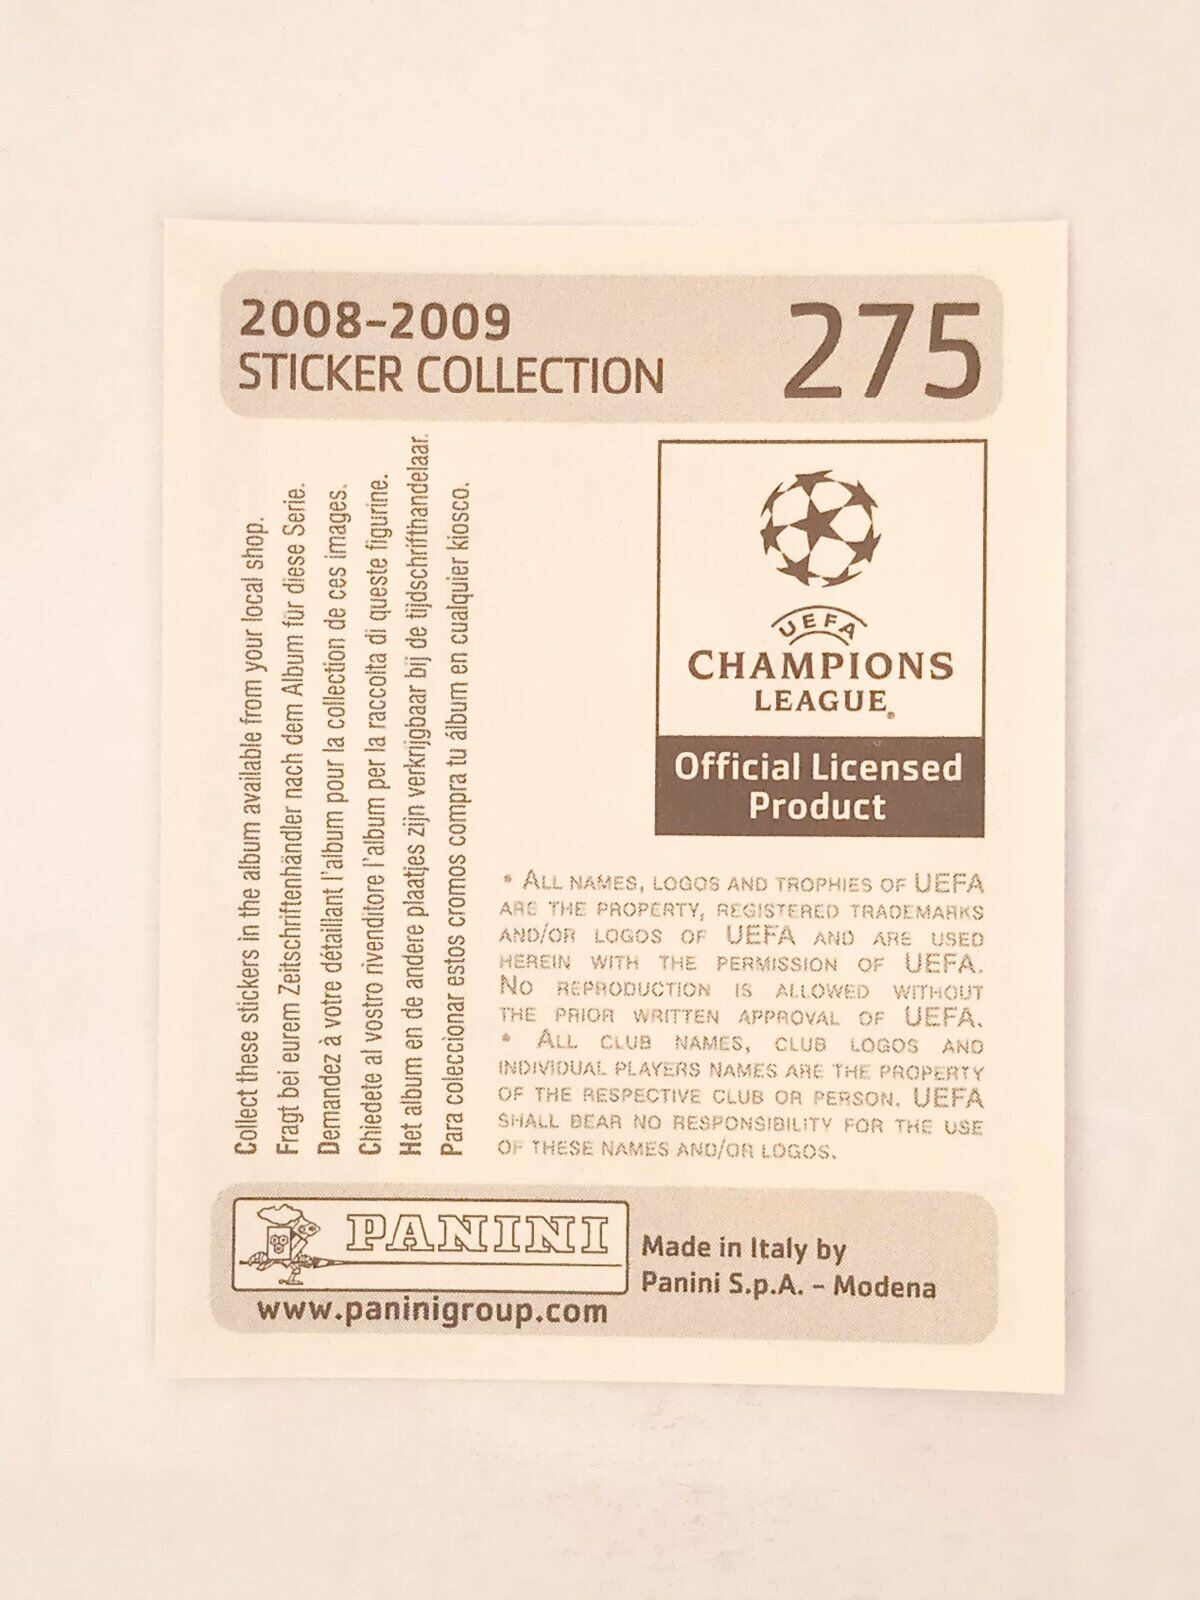 2008-2009
STICKER COLLECTION
275
Collect these stickers in the album available from your local shop.
Fragt bei eurem Zeitschriftenhändler nach dem Album für diese Serie.
Demandez à votre détaillant l'album pour la collection de ces images.
Chiedete al vostro rivenditore l'album per la raccolta di queste figurine.
Het album en de andere plaatjes zijn verkrijgbaar bij de tijdschrifthandelaar.
Para coleccionar estos cromos compra tu álbum en cualquier kiosco.
UEFA
CHAMPIONS
LEAGUE®
Official Licensed
Product
* ALL NAMES, LOGOS AND TROPHIES OF UEFA
ARE THE PROPERTY, REGISTERED TRADEMARKS
AND/OR LOGOS OF UEFA AND ARE USED
HEREIN WITH THE PERMISSION OF UEFA.
NO REPRODUCTION IS ALLOWED WITHOUT
THE PRIOR WRITTEN APPROVAL OF UEFA.
* ALL CLUB NAMES, CLUB LOGOS AND
INDIVIDUAL PLAYERS NAMES ARE THE PROPERTY
OF THE RESPECTIVE CLUB OR PERSON. UEFA
SHALL BEAR NO RESPONSIBILITY FOR THE USE
OF THESE NAMES AND/OR LOGOS.
PANINI
www.paninigroup.com
Made in Italy by
Panini S.p.A. - Modena